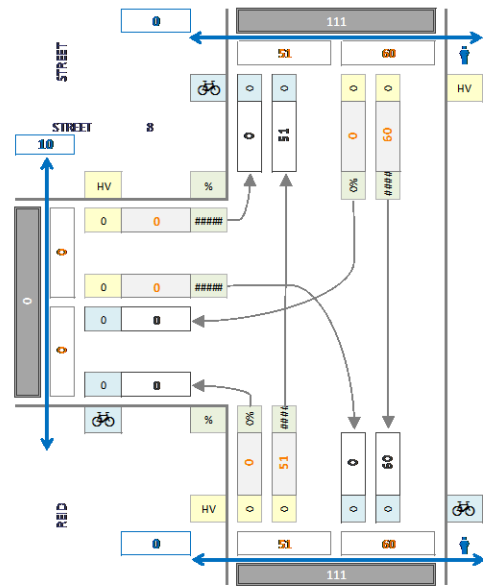 0
111
51 60
STREET
0 0 0 0 HV
STREET 8
10
0 51 0 60
HV %
0% ####
0 0 #####
0
0 0 #####
0
0 0 0
0
0 0
% 0% ####
0 51 0 60
REID
HV 0 0 0 0
0 51 60
111